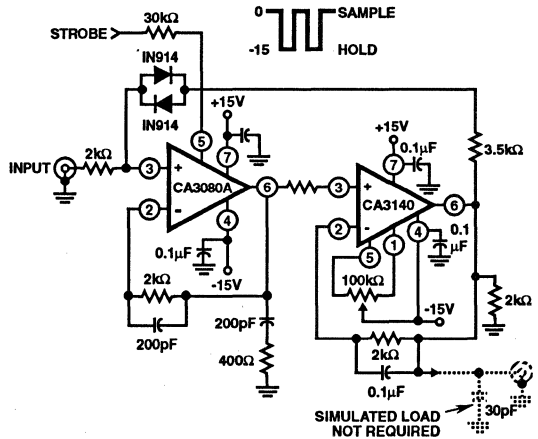 0
SAMPLE
-15
HOLD
30kΩ
STROBE
IN914
IN914
+15V
+15V
0.1µF
3.5kΩ
INPUT
2kΩ
5
7
3
+
CA3080A
6
2
-
4
7
3
+
CA3140
6
2
-
5
1
4
0.1
µF
0.1µF
-15V
100kΩ
-15V
2kΩ
200pF
200pF
400Ω
2kΩ
2kΩ
0.1µF
30pF
SIMULATED LOAD
NOT REQUIRED